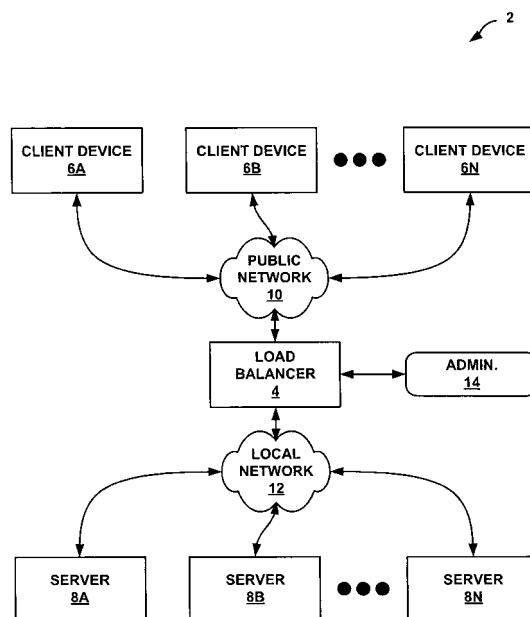 2
CLIENT DEVICE
6A
CLIENT DEVICE
6B
CLIENT DEVICE
6N
PUBLIC
NETWORK
10
LOAD
BALANCER
4
ADMIN.
14
LOCAL
NETWORK
12
SERVER
8A
SERVER
8B
SERVER
8N